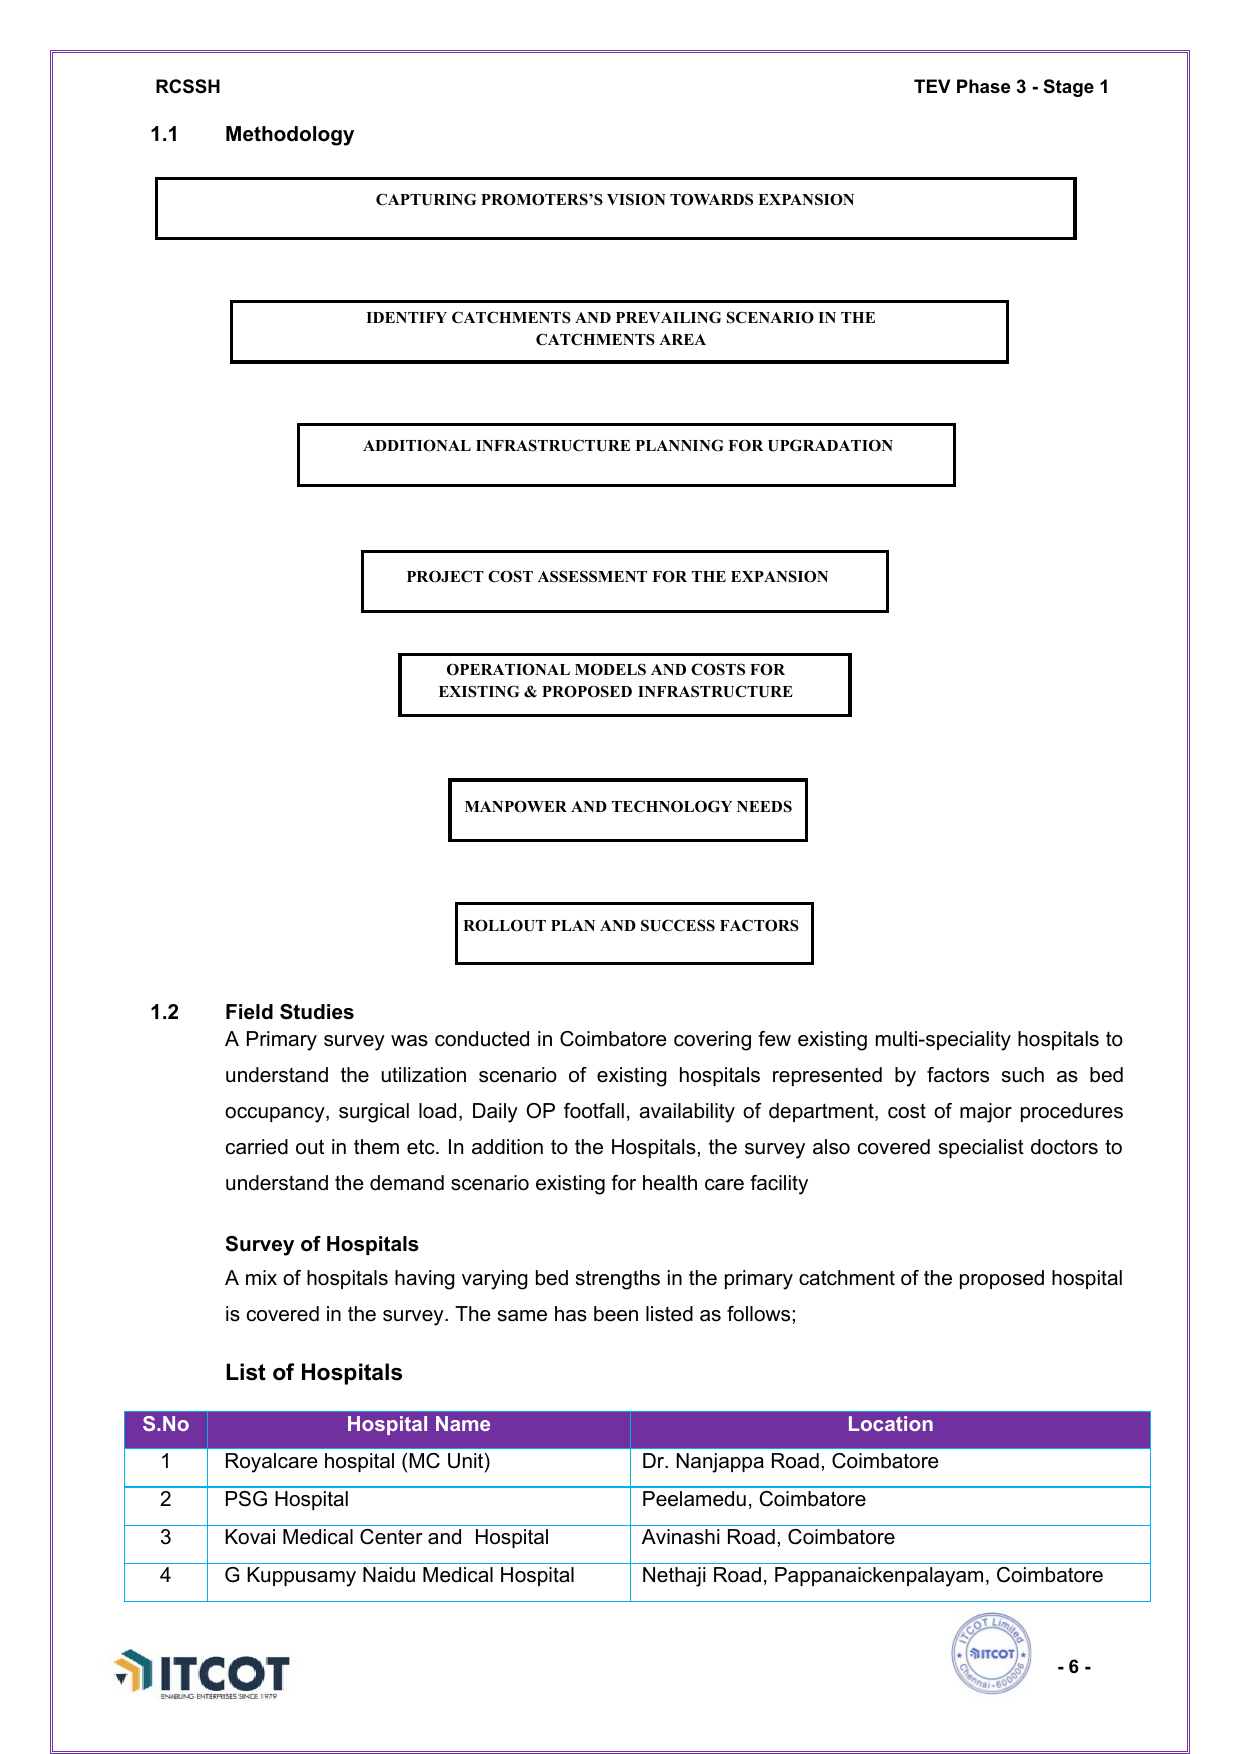 RCSSH TEV Phase 3 - Stage 1
1.1 Methodology
CAPTURING PROMOTERS’S VISION TOWARDS EXPANSION
IDENTIFY CATCHMENTS AND PREVAILING SCENARIO IN THE
CATCHMENTS AREA
ADDITIONAL INFRASTRUCTURE PLANNING FOR UPGRADATION
PROJECT COST ASSESSMENT FOR THE EXPANSION
OPERATIONAL MODELS AND COSTS FOR
EXISTING & PROPOSED INFRASTRUCTURE
MANPOWER AND TECHNOLOGY NEEDS
ROLLOUT PLAN AND SUCCESS FACTORS
1.2 Field Studies
A Primary survey was conducted in Coimbatore covering few existing multi-speciality hospitals to
understand the utilization scenario of existing hospitals represented by factors such as bed
occupancy, surgical load, Daily OP footfall, availability of department, cost of major procedures
carried out in them etc. In addition to the Hospitals, the survey also covered specialist doctors to
understand the demand scenario existing for health care facility
Survey of Hospitals
A mix of hospitals having varying bed strengths in the primary catchment of the proposed hospital
is covered in the survey. The same has been listed as follows;
List of Hospitals
S.No Hospital Name Location
1 Royalcare hospital (MC Unit) Dr. Nanjappa Road, Coimbatore
2 PSG Hospital Peelamedu, Coimbatore
3 Kovai Medical Center and Hospital Avinashi Road, Coimbatore
4 G Kuppusamy Naidu Medical Hospital Nethaji Road, Pappanaickenpalayam, Coimbatore
ITCOT
ENABLING ENTERPRISES SINCE 1979
ITCOT Limited
ITCOT
Chennai-600006
- 6 -